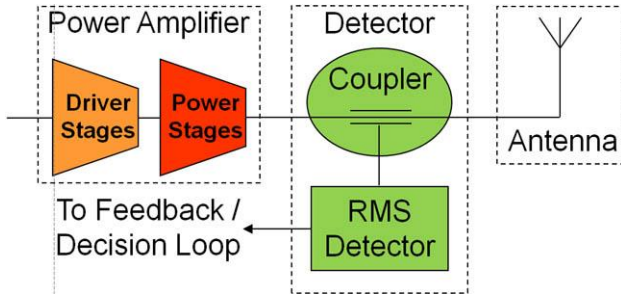 Power Amplifier
Detector
Coupler
Driver
Stages
Power
Stages
Antenna
To Feedback /
Decision Loop
RMS
Detector